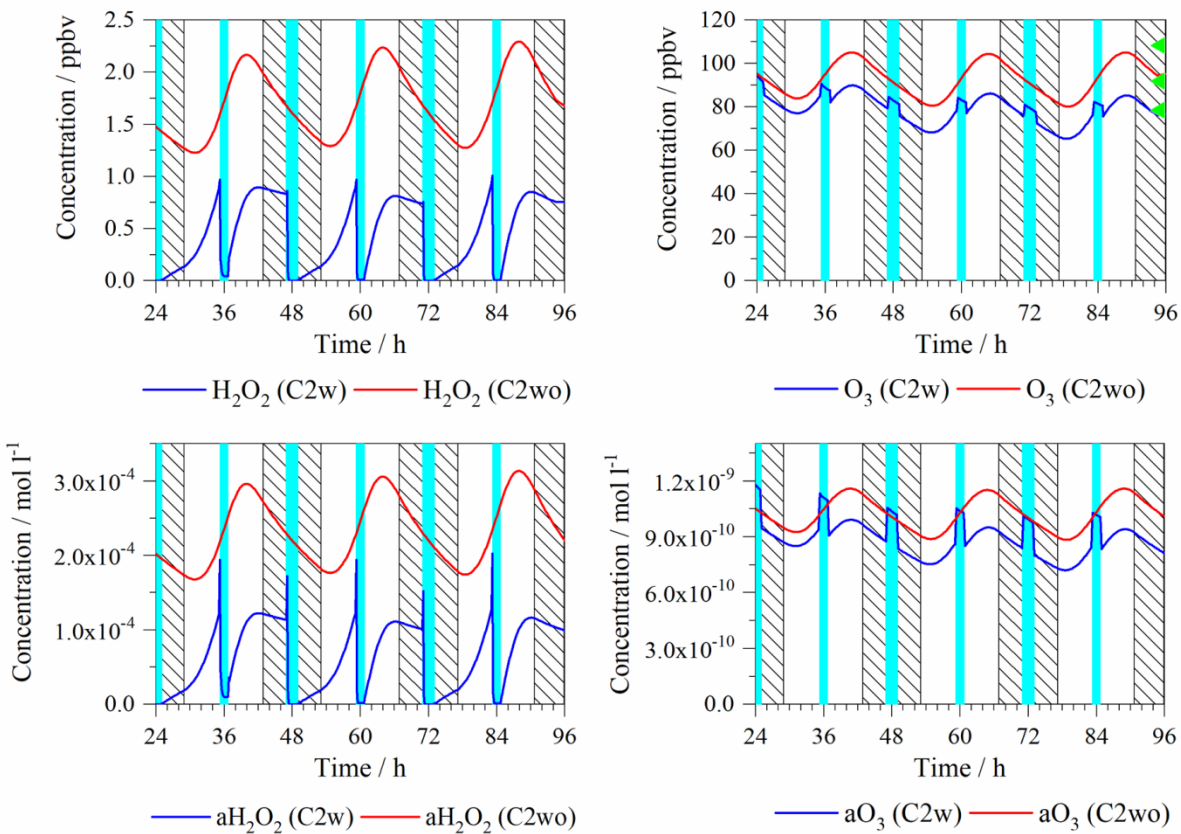 2.5
2.0
1.5
1.0
0.5
0.0
Concentration / ppbv
24 36 48 60 72 84 96
Time / h
H₂O₂ (C2w) H₂O₂ (C2wo)
120
100
80
60
40
20
0
Concentration / ppbv
24 36 48 60 72 84 96
Time / h
O₃ (C2w) O₃ (C2wo)
3.0x10⁻⁴
2.0x10⁻⁴
1.0x10⁻⁴
0.0
Concentration / mol l⁻¹
24 36 48 60 72 84 96
Time / h
aH₂O₂ (C2w) aH₂O₂ (C2wo)
1.2x10⁻⁹
9.0x10⁻¹⁰
6.0x10⁻¹⁰
3.0x10⁻¹⁰
0.0
Concentration / mol l⁻¹
24 36 48 60 72 84 96
Time / h
aO₃ (C2w) aO₃ (C2wo)